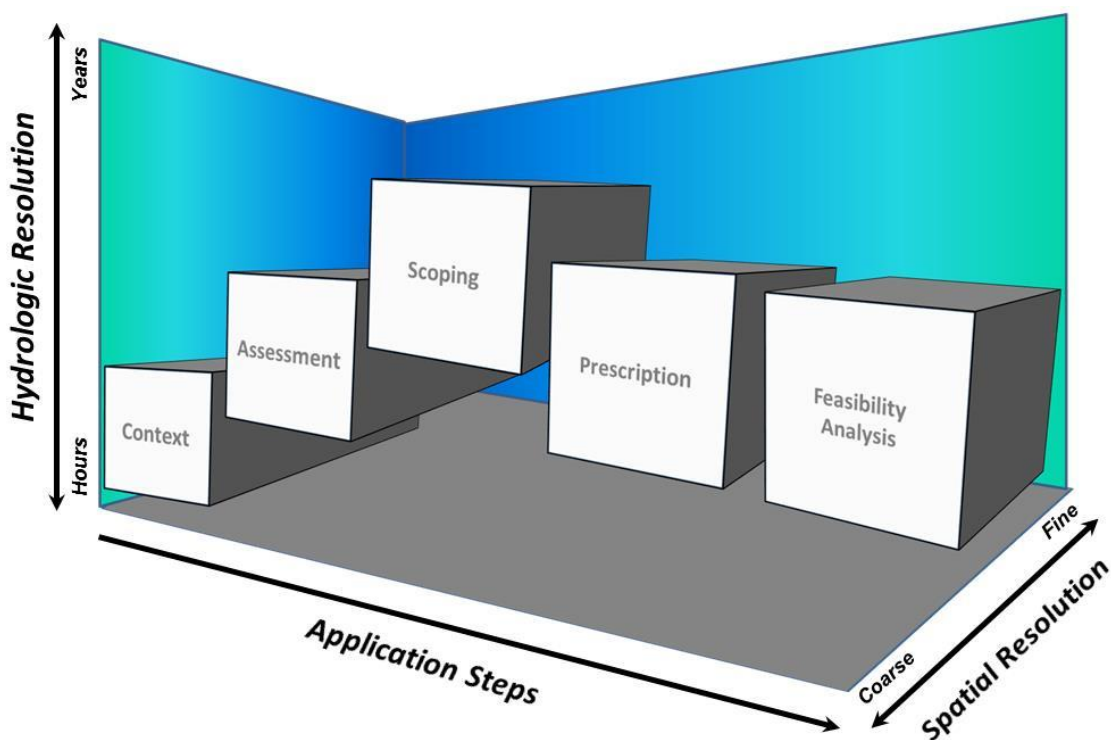 Hydrologic Resolution
Years
Hours
Context
Assessment
Scoping
Prescription
Feasibility
Analysis
Application Steps
Coarse
Fine
Spatial Resolution